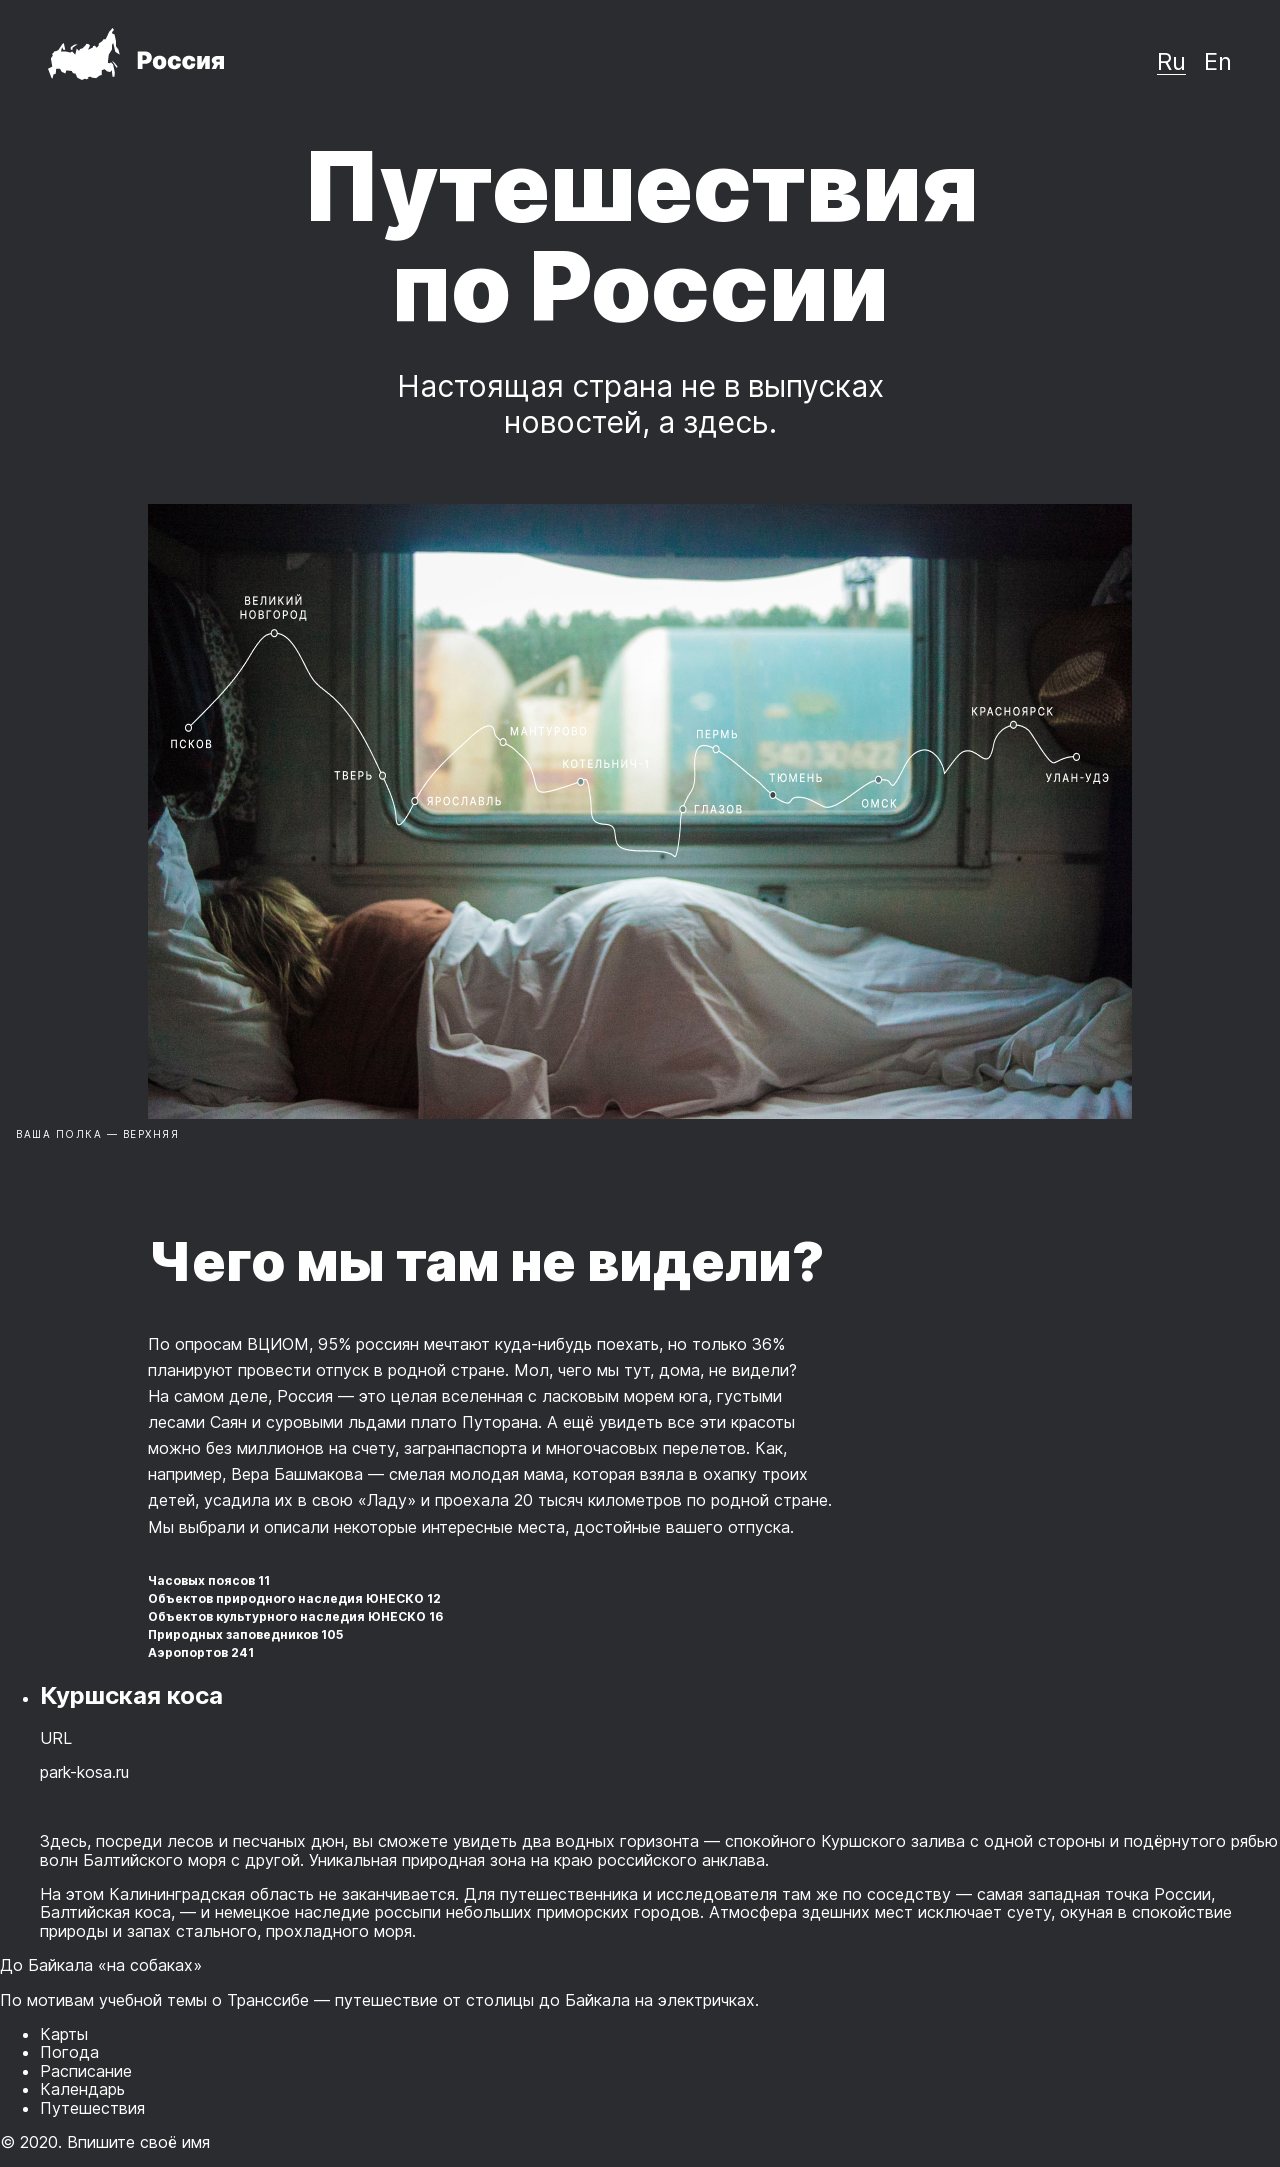 Россия
Ru En
Путешествия
по России
Настоящая страна не в выпусках
новостей, а здесь.
ВЕЛИКИЙ
НОВГОРОД
ПСКОВ
ТВЕРЬ
ЯРОСЛАВЛЬ
МАНТУРОВО
КОТЕЛЬНИЧ-1
ПЕРМЬ
ГЛАЗОВ
ТЮМЕНЬ
ОМСК
КРАСНОЯРСК
УЛАН-УДЭ
54030622
ВАША ПОЛКА — ВЕРХНЯЯ
Чего мы там не видели?
По опросам ВЦИОМ, 95% россиян мечтают куда-нибудь поехать, но только 36%
планируют провести отпуск в родной стране. Мол, чего мы тут, дома, не видели?
На самом деле, Россия — это целая вселенная с ласковым морем юга, густыми
лесами Саян и суровыми льдами плато Путорана. А ещё увидеть все эти красоты
можно без миллионов на счету, загранпаспорта и многочасовых перелетов. Как,
например, Вера Башмакова — смелая молодая мама, которая взяла в охапку троих
детей, усадила их в свою «Ладу» и проехала 20 тысяч километров по родной стране.
Мы выбрали и описали некоторые интересные места, достойные вашего отпуска.
Часовых поясов 11
Объектов природного наследия ЮНЕСКО 12
Объектов культурного наследия ЮНЕСКО 16
Природных заповедников 105
Аэропортов 241
Куршская коса
URL
park-kosa.ru
Здесь, посреди лесов и песчаных дюн, вы сможете увидеть два водных горизонта — спокойного Куршского залива с одной стороны и подёрнутого рябью
волн Балтийского моря с другой. Уникальная природная зона на краю российского анклава.
На этом Калининградская область не заканчивается. Для путешественника и исследователя там же по соседству — самая западная точка России,
Балтийская коса, — и немецкое наследие россыпи небольших приморских городов. Атмосфера здешних мест исключает суету, окуная в спокойствие
природы и запах стального, прохладного моря.
До Байкала «на собаках»
По мотивам учебной темы о Транссибе — путешествие от столицы до Байкала на электричках.
Карты
Погода
Расписание
Календарь
Путешествия
© 2020. Впишите своё имя